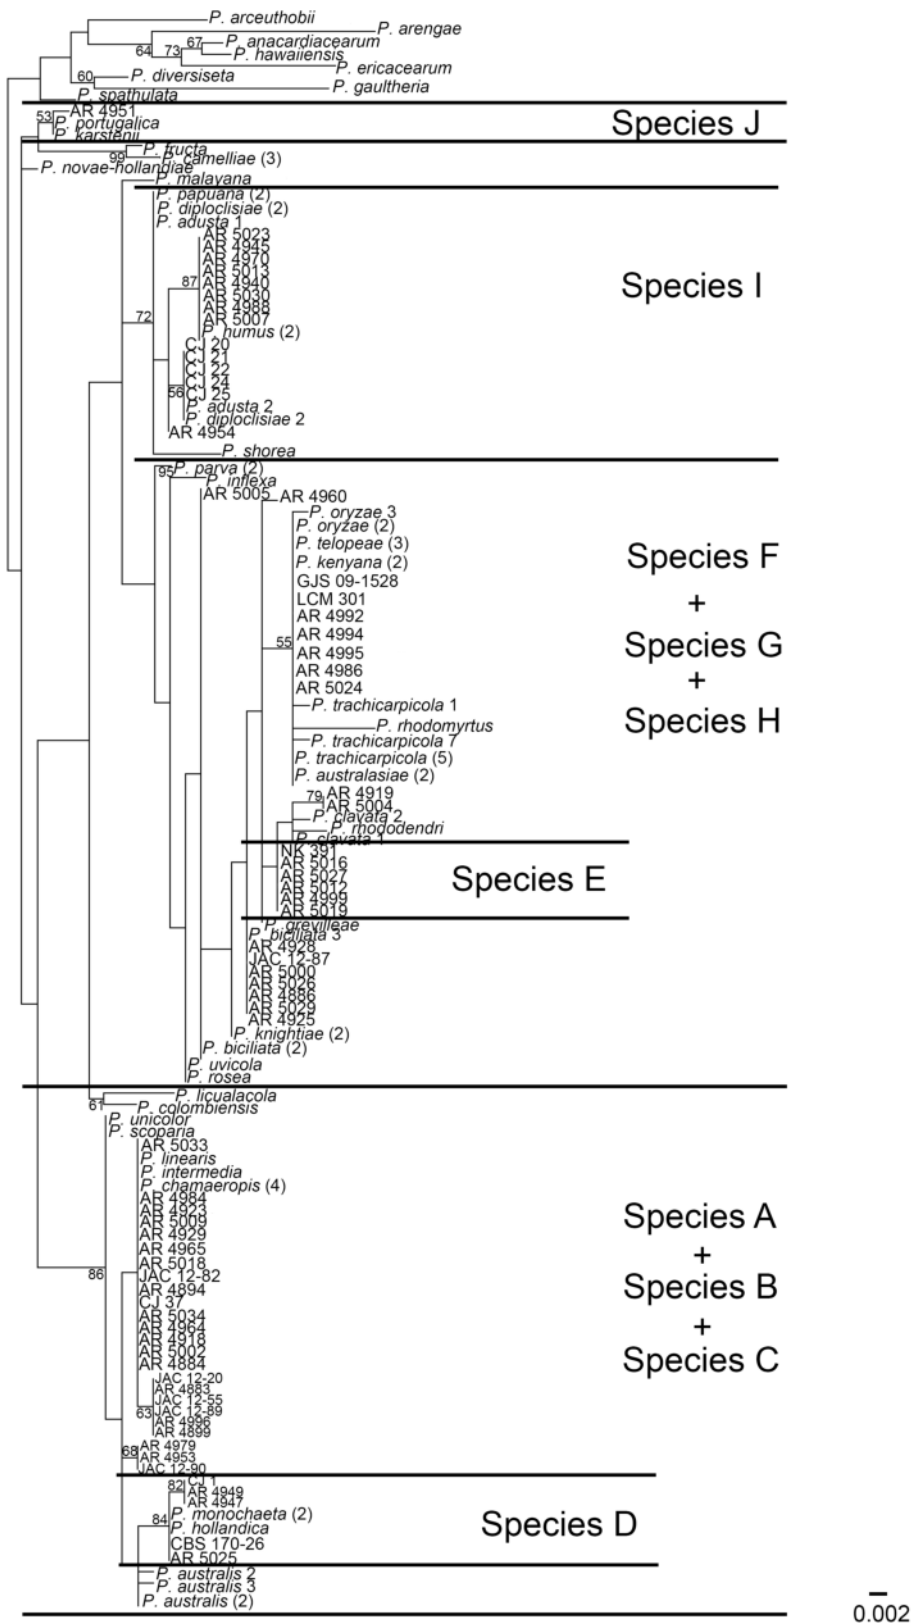 P. arceuthobii
P. arengae
67
P. anacardiacearum
64
73
P. hawaiiensis
P. ericacearum
60
P. diversiseta
P. gaultheria
P. spathulata
AR 4951
53
P. portugalica
Species J
P. karstenii
P. fructa
99
P. camelliae (3)
P. novae-hollandiae
P. malayana
P. papuana (2)
P. diploclisiae (2)
P. adusta 1
AR 5023
AR 4945
AR 4970
AR 5013
87
AR 4940
Species I
AR 5030
AR 4988
72
AR 5007
P. humus (2)
CJ 20
CJ 21
CJ 22
CJ 24
56
CJ 25
P. adusta 2
P. diploclisiae 2
AR 4954
P. shorea
95
P. parva (2)
P. inflexa
AR 5005
AR 4960
P. oryzae 3
P. oryzae (2)
P. telopeae (3)
Species F
P. kenyana (2)
GJS 09-1528
+
LCM 301
AR 4992
AR 4994
55
Species G
AR 4995
AR 4986
+
AR 5024
P. trachicarpicola 1
Species H
P. rhodomyrtus
P. trachicarpicola 7
P. trachicarpicola (5)
P. australasiae (2)
79
AR 4919
AR 5004
P. clavata 2
P. rhododendri
P. clavata 1
NK 391
AR 5016
AR 5027
Species E
AR 5012
AR 4999
AR 5019
P. grevilleae
P. biciliata 3
AR 4928
JAC 12-87
AR 5000
AR 5026
AR 4886
AR 5029
AR 4925
P. knightiae (2)
P. biciliata (2)
P. uvicola
P. rosea
P. licualacola
61
P. colombiensis
P. unicolor
P. scoparia
AR 5033
P. linearis
P. intermedia
P. chamaeropis (4)
AR 4984
AR 4923
Species A
AR 5009
AR 4929
AR 4965
+
AR 5018
86
JAC 12-82
AR 4894
Species B
CJ 37
AR 5034
AR 4964
+
AR 4918
AR 5002
AR 4884
Species C
JAC 12-20
AR 4883
JAC 12-55
63
JAC 12-89
AR 4996
AR 4899
68
AR 4979
AR 4953
JAC 12-90
82
CJ 1
AR 4949
AR 4947
84
P. monochaeta (2)
P. hollandica
Species D
CBS 170-26
AR 5025
P. australis 2
P. australis 3
P. australis (2)
0.002